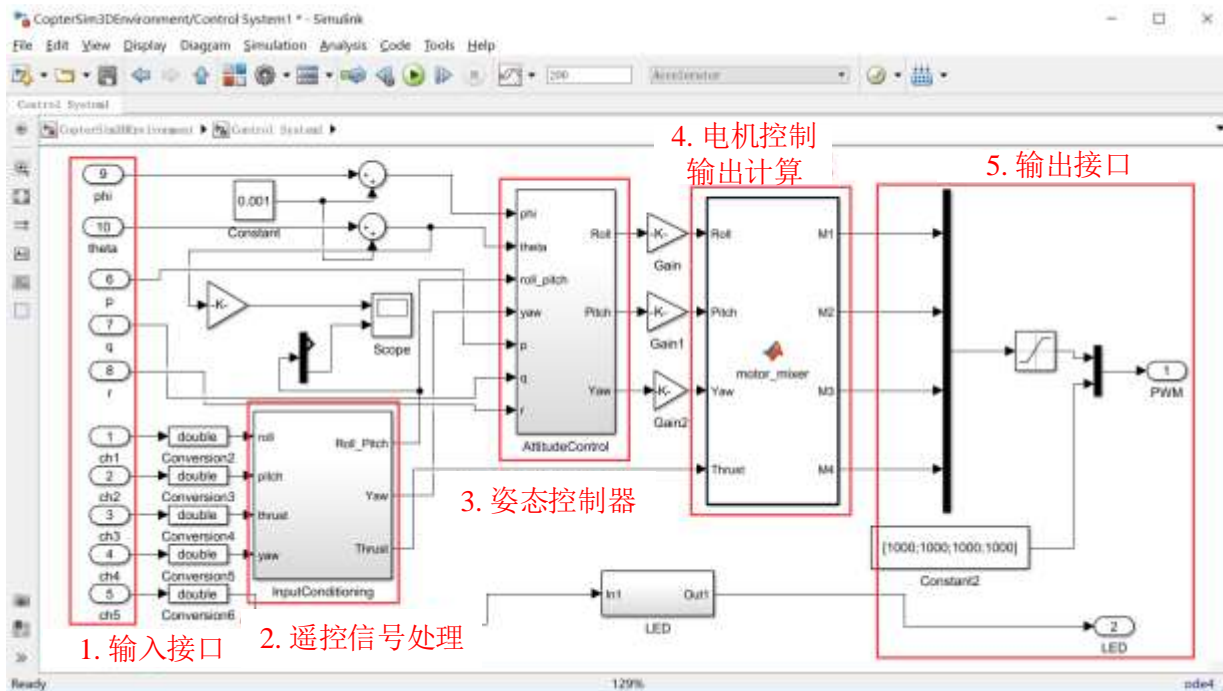 CopterSim3DEnvironment/Control System1 * - Simulink
File Edit View Display Diagram Simulation Analysis Code Tools Help
200
Accelerator
Control System1
CopterSim3DEnvironment Control System1
4. 电机控制
输出计算
5. 输出接口
9
phi
0.001
Constant
10
theta
6
p
7
q
8
r
-K-
Scope
phi
theta
roll_pitch
yaw
p
q
r
Roll
Pitch
Yaw
AttitudeControl
-K-
Gain
-K-
Gain1
-K-
Gain2
Roll
Pitch
Yaw
Thrust
motor_mixer
M1
M2
M3
M4
1
PWM
1
ch1
2
ch2
3
ch3
4
ch4
5
ch5
double
Conversion2
double
Conversion3
double
Conversion4
double
Conversion5
double
Conversion6
roll
pitch
thrust
yaw
Roll_Pitch
Yaw
Thrust
InputConditioning
3. 姿态控制器
[1000;1000;1000;1000]
Constant2
In1
Out1
LED
2
LED
1. 输入接口
2. 遥控信号处理
Ready
129%
ode4